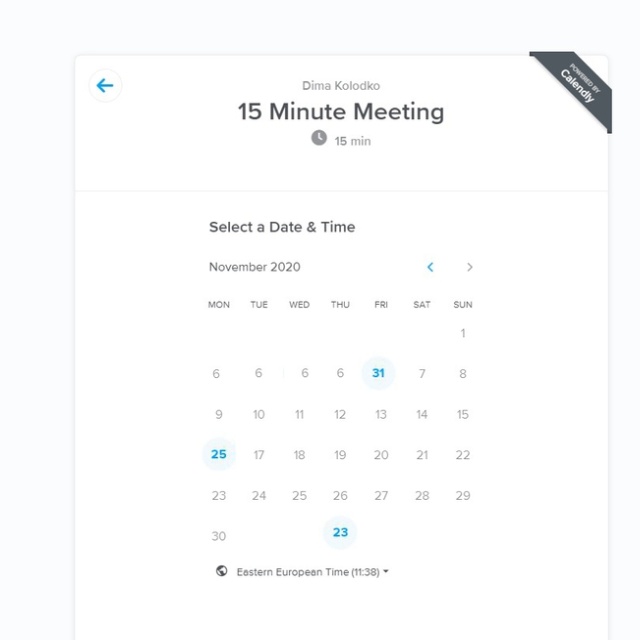 POWERED BY
Calendly
Dima Kolodko
15 Minute Meeting
15 min
Select a Date & Time
November 2020
MON TUE WED THU FRI SAT SUN
1
6 6 6 6 31 7 8
9 10 11 12 13 14 15
25 17 18 19 20 21 22
23 24 25 26 27 28 29
30 23
Eastern European Time (11:38)